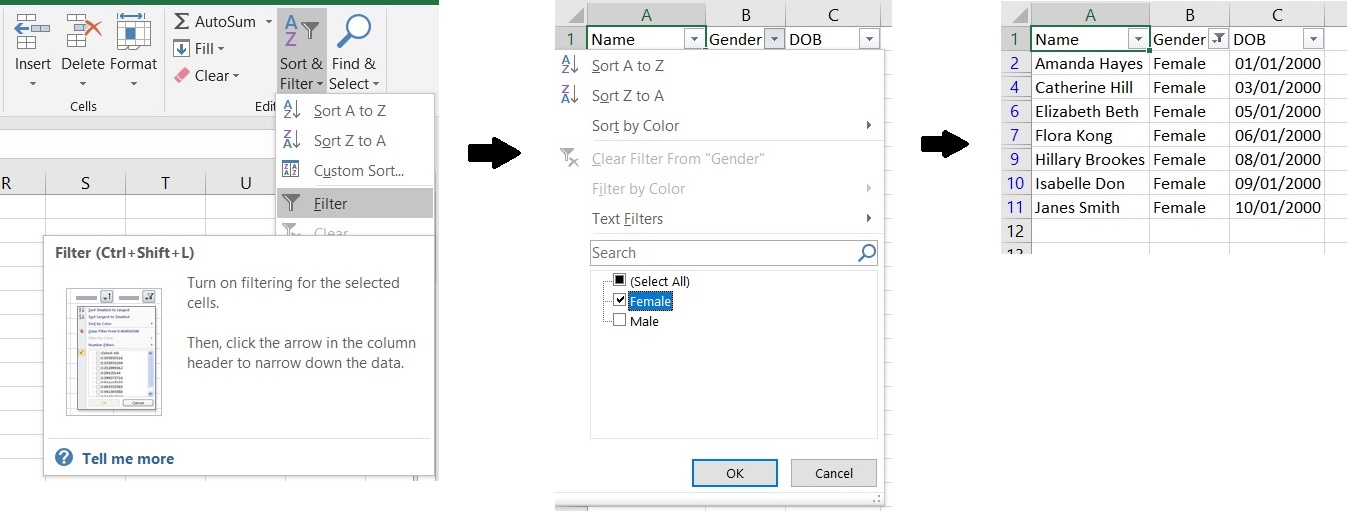 AutoSum
Fill
Clear
Insert Delete Format
Sort & Filter
Find & Select
Cells
Edit
Sort A to Z
Sort Z to A
Custom Sort...
Filter
Clear
R S T U
Filter (Ctrl+Shift+L)
Turn on filtering for the selected
cells.
Then, click the arrow in the column
header to narrow down the data.
Tell me more
A B C
1 Name Gender DOB
Sort A to Z
Sort Z to A
Sort by Color
Clear Filter From "Gender"
Filter by Color
Text Filters
Search
(Select All)
Female
Male
OK Cancel
A B C
1 Name Gender DOB
2 Amanda Hayes Female 01/01/2000
4 Catherine Hill Female 03/01/2000
6 Elizabeth Beth Female 05/01/2000
7 Flora Kong Female 06/01/2000
9 Hillary Brookes Female 08/01/2000
10 Isabelle Don Female 09/01/2000
11 Janes Smith Female 10/01/2000
12